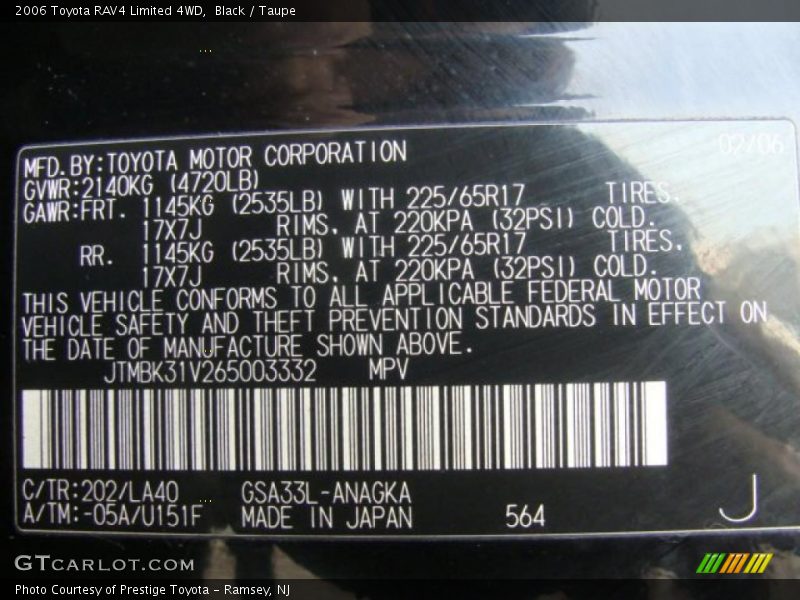 2006 Toyota RAV4 Limited 4WD, Black / Taupe
02/06
MFD.BY:TOYOTA MOTOR CORPORATION
GVWR:2140KG (4720LB)
GAWR:FRT. 1145KG (2535LB) WITH 225/65R17 TIRES.
17X7J RIMS. AT 220KPA (32PSI) COLD.
RR. 1145KG (2535LB) WITH 225/65R17 TIRES.
17X7J RIMS. AT 220KPA (32PSI) COLD.
THIS VEHICLE CONFORMS TO ALL APPLICABLE FEDERAL MOTOR
VEHICLE SAFETY AND THEFT PREVENTION STANDARDS IN EFFECT ON
THE DATE OF MANUFACTURE SHOWN ABOVE.
JTMBK31V265003332 MPV
C/TR:202/LA40 GSA33L-ANAGKA
A/TM:-05A/U151F MADE IN JAPAN 564 J
GTCARLOT.COM
Photo Courtesy of Prestige Toyota - Ramsey, NJ